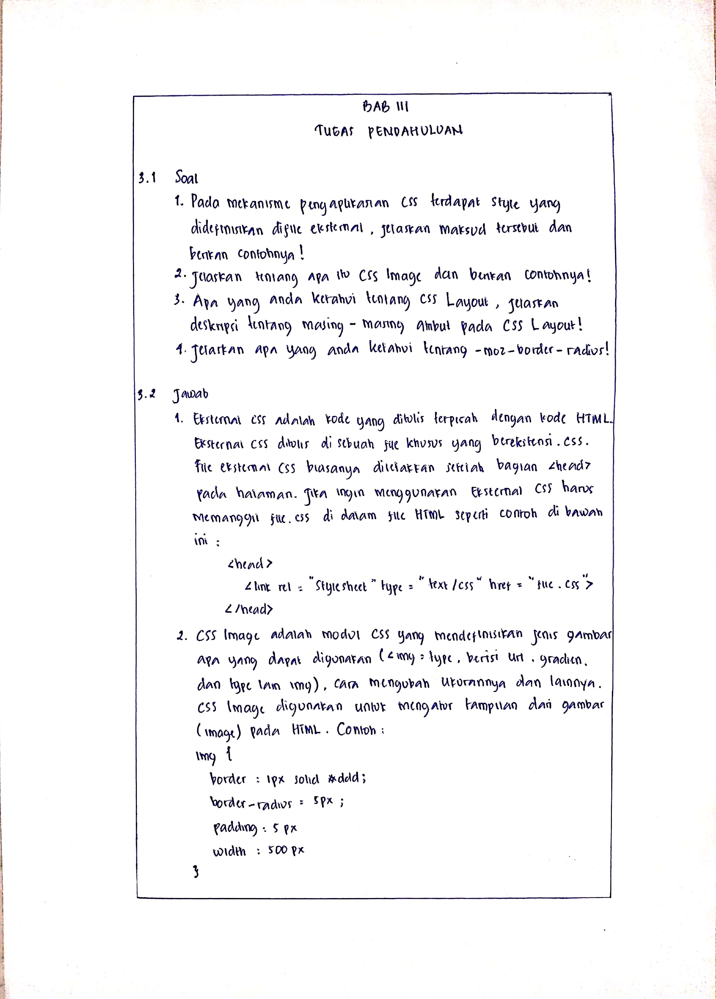 BAB III
TUGAS PENDAHULUAN
3.1 Soal
1. Pada mekanisme pengaplikasian CSS terdapat style yang
didefinisikan difile eksternal, jelaskan maksud tersebut dan
berikan contohnya!
2. Jelaskan tentang apa itu CSS Image dan berikan contohnya!
3. Apa yang anda ketahui tentang CSS Layout, jelaskan
deskripsi tentang masing-masing atribut pada CSS Layout!
4. Jelaskan apa yang anda ketahui tentang -moz-border-radius!
3.2 Jawab
1. Eksternal CSS adalah kode yang ditulis terpisah dengan kode HTML.
Eksternal CSS ditulis di sebuah file khusus yang berekstensi .css.
File eksternal CSS biasanya diletakkan setelah bagian <head>
pada halaman. Jika ingin menggunakan Eksternal CSS harus
memanggil file.css di dalam file HTML seperti contoh di bawah
ini :
<head>
<link rel = "Stylesheet" type = "text/css" href = "file.css">
</head>
2. CSS Image adalah modul CSS yang mendefinisikan jenis gambar
apa yang dapat digunakan (<img = type, berisi url, gradien,
dan type lain img), cara mengubah ukurannya dan lainnya.
CSS Image digunakan untuk mengatur tampilan dari gambar
(image) pada HTML. Contoh :
img {
border : 1px solid #ddd;
border-radius = 5px ;
padding : 5 px
width : 500 px
}